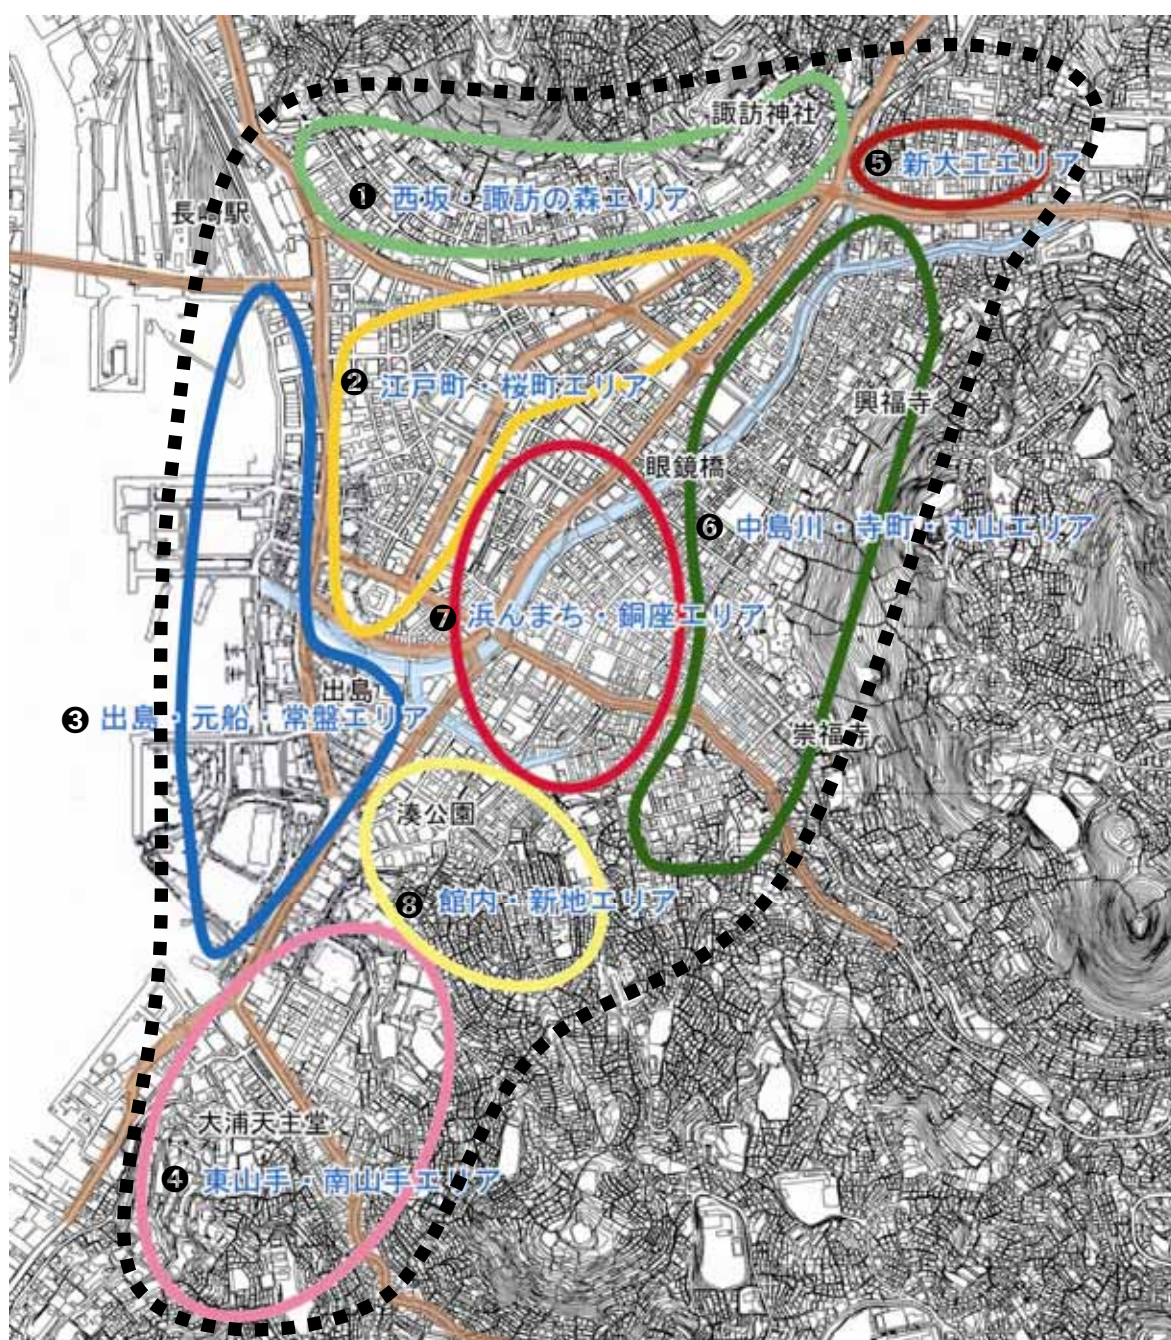 諏訪神社
❺ 新大工エリア
❶ 西坂・諏訪の森エリア
長崎駅
❷ 江戸町・桜町エリア
興福寺
眼鏡橋
❻ 中島川・寺町・丸山エリア
❼ 浜んまち・銅座エリア
出島
❸ 出島・元船・常盤エリア
崇福寺
湊公園
❽ 館内・新地エリア
大浦天主堂
❹ 東山手・南山手エリア